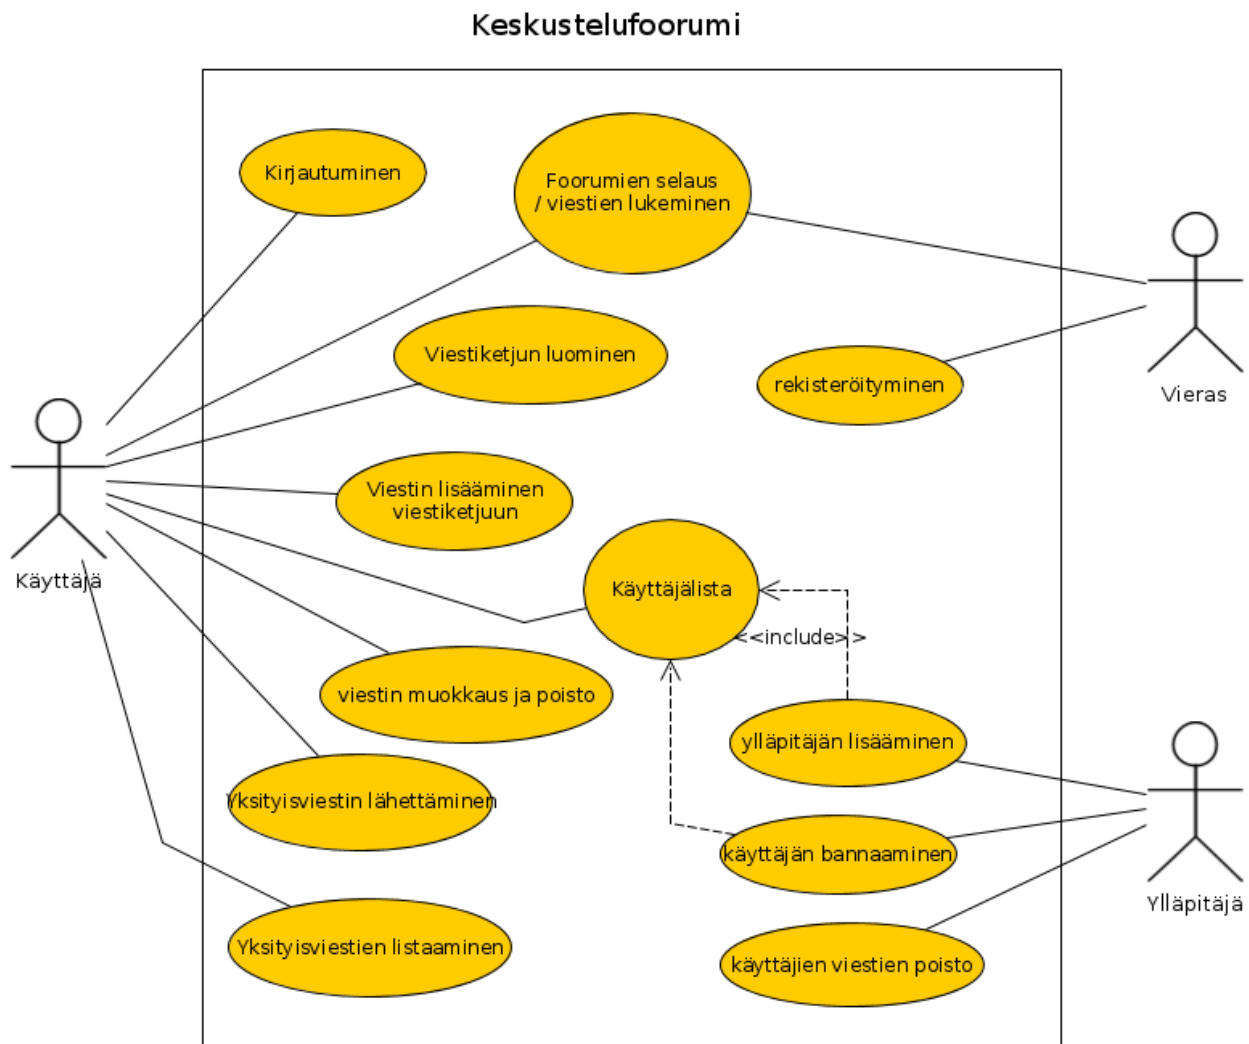 Keskustelufoorumi
Kirjautuminen
Foorumien selaus
/ viestien lukeminen
Viestiketjun luominen
rekisteröityminen
Vieras
Viestin lisääminen
viestiketjuun
Käyttäjä
Käyttäjälista
<<include>>
viestin muokkaus ja poisto
ylläpitäjän lisääminen
Yksityisviestin lähettäminen
käyttäjän bannaaminen
Ylläpitäjä
Yksityisviestien listaaminen
käyttäjien viestien poisto